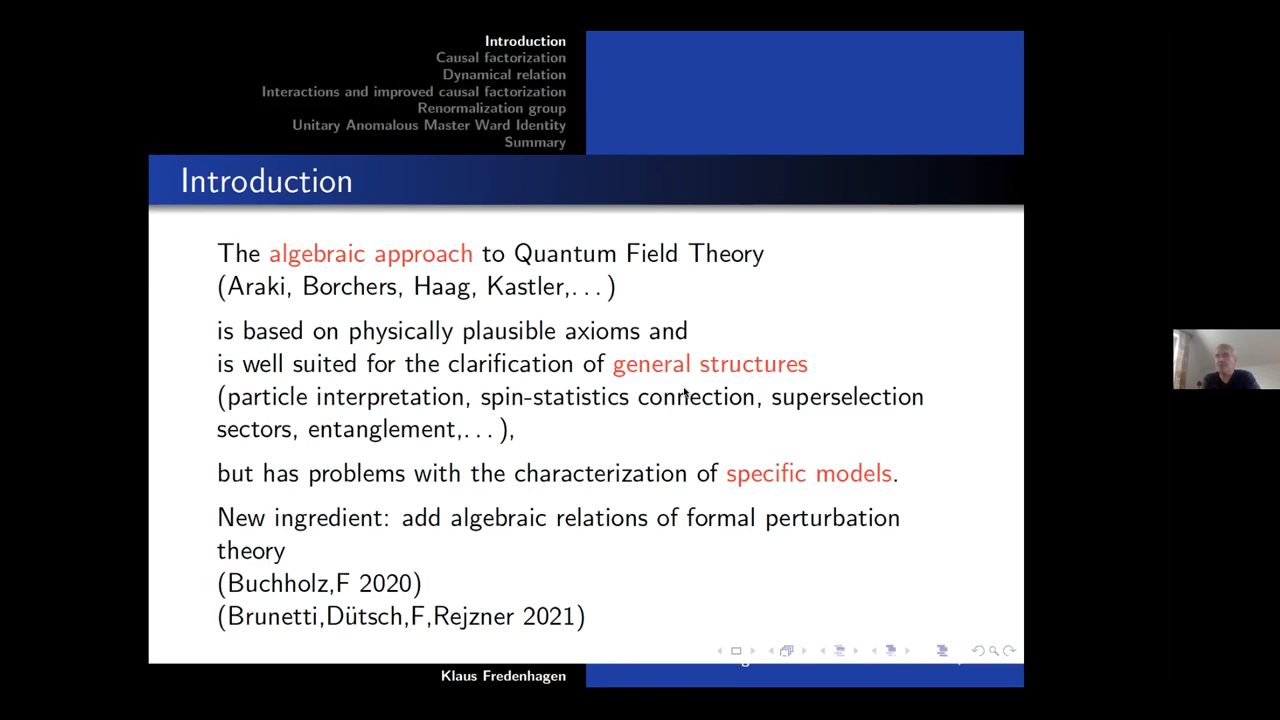 Introduction
Causal factorization
Dynamical relation
Interactions and improved causal factorization
Renormalization group
Unitary Anomalous Master Ward Identity
Summary
Introduction
The algebraic approach to Quantum Field Theory
(Araki, Borchers, Haag, Kastler,...)
is based on physically plausible axioms and
is well suited for the clarification of general structures
(particle interpretation, spin-statistics connection, superselection
sectors, entanglement,...),
but has problems with the characterization of specific models.
New ingredient: add algebraic relations of formal perturbation
theory
(Buchholz,F 2020)
(Brunetti,Dütsch,F,Rejzner 2021)
Klaus Fredenhagen